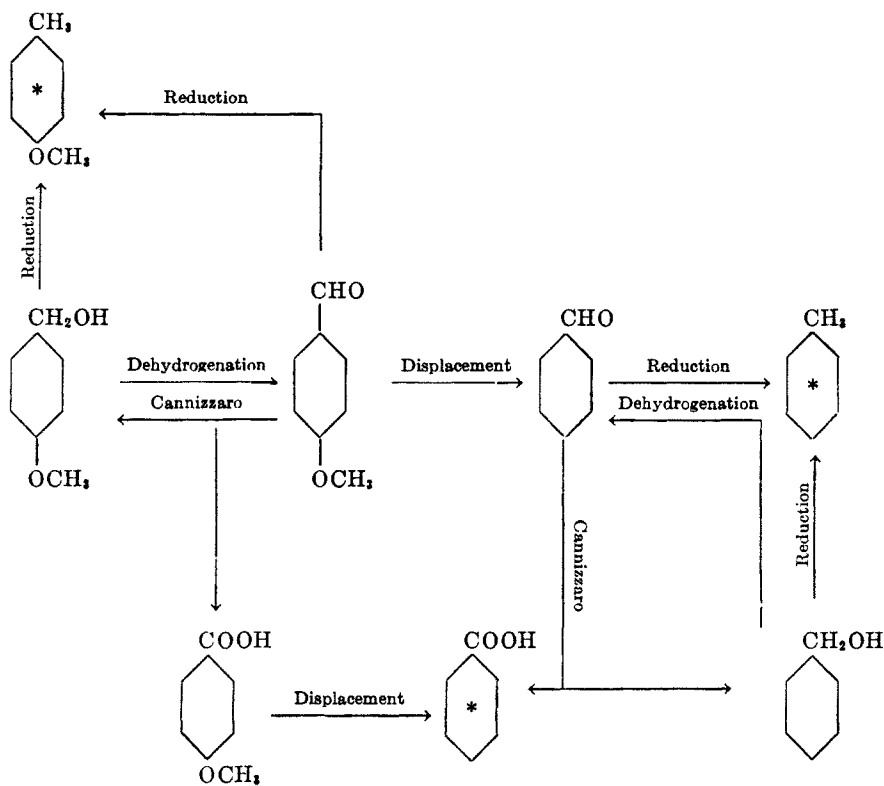 CH₃
*
Reduction
OCH₃
Reduction
CHO
CH₂OH
CHO
CH₃
Dehydrogenation
Displacement
Reduction
*
Cannizzaro
Dehydrogenation
OCH₃
OCH₃
Cannizzaro
Reduction
COOH
COOH
CH₂OH
Displacement
*
OCH₃